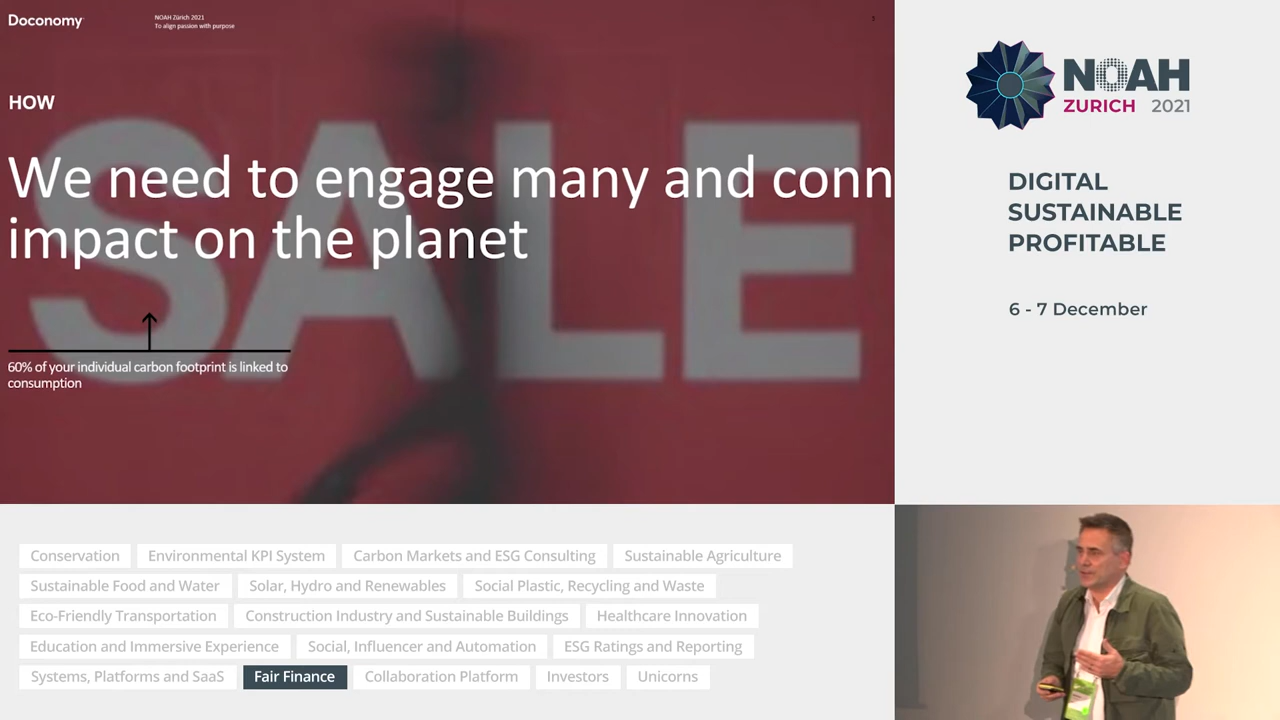 Doconomy
NOAH Zürich 2021
To align passion with purpose
3
HOW
SALE
We need to engage many and conn
impact on the planet
60% of your individual carbon footprint is linked to
consumption
NOAH
ZURICH 2021
DIGITAL
SUSTAINABLE
PROFITABLE
6 - 7 December
Conservation
Environmental KPI System
Carbon Markets and ESG Consulting
Sustainable Agriculture
Sustainable Food and Water
Solar, Hydro and Renewables
Social Plastic, Recycling and Waste
Eco-Friendly Transportation
Construction Industry and Sustainable Buildings
Healthcare Innovation
Education and Immersive Experience
Social, Influencer and Automation
ESG Ratings and Reporting
Systems, Platforms and SaaS
Fair Finance
Collaboration Platform
Investors
Unicorns